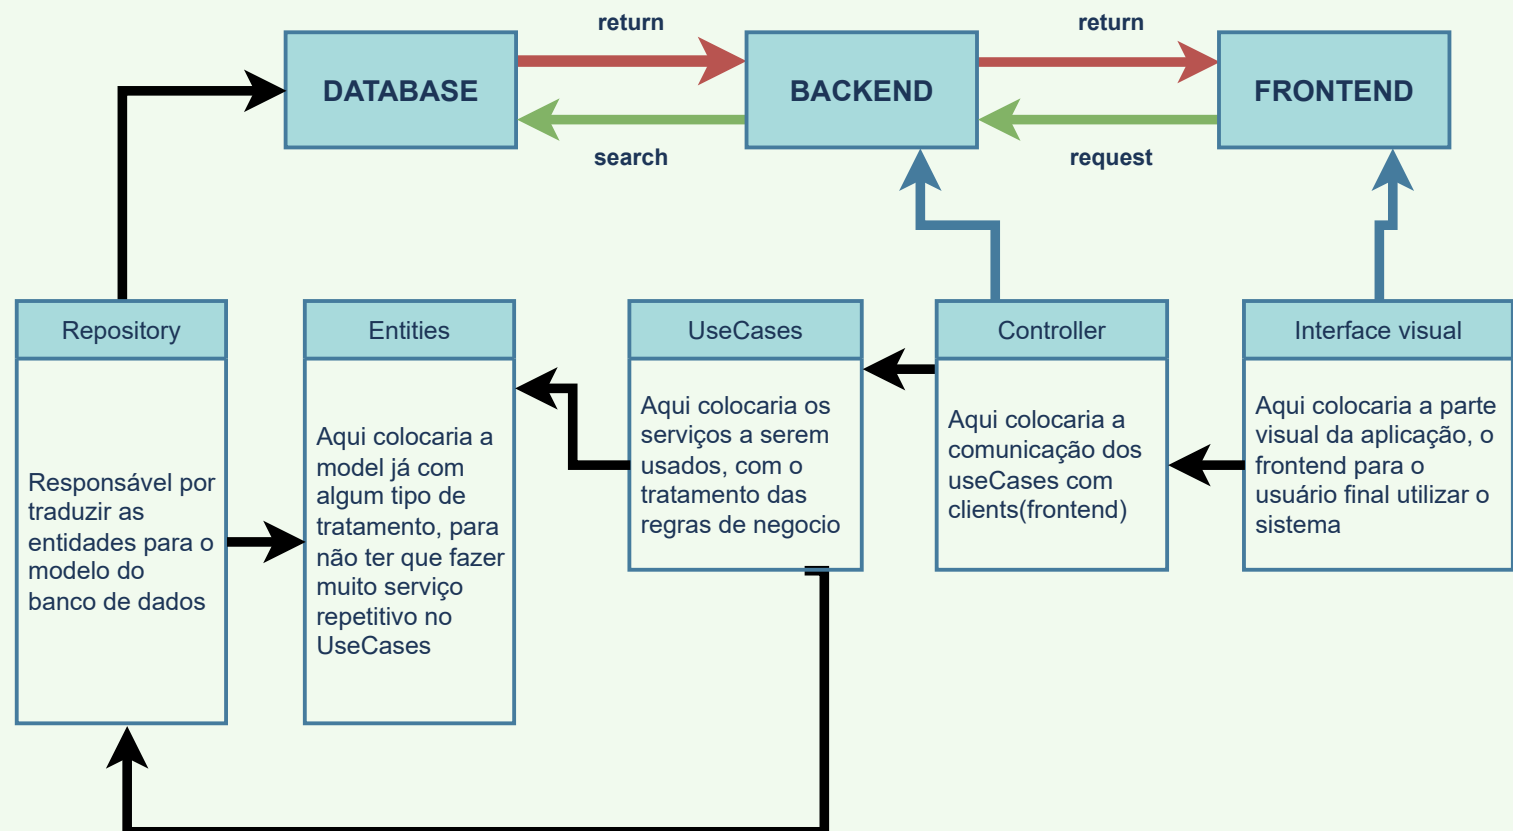 return
return
DATABASE
BACKEND
FRONTEND
search
request
Repository
Responsável por
traduzir as
entidades para o
modelo do
banco de dados
Entities
Aqui colocaria a
model já com
algum tipo de
tratamento, para
não ter que fazer
muito serviço
repetitivo no
UseCases
UseCases
Aqui colocaria os
serviços a serem
usados, com o
tratamento das
regras de negocio
Controller
Aqui colocaria a
comunicação dos
useCases com
clients(frontend)
Interface visual
Aqui colocaria a parte
visual da aplicação, o
frontend para o
usuário final utilizar o
sistema